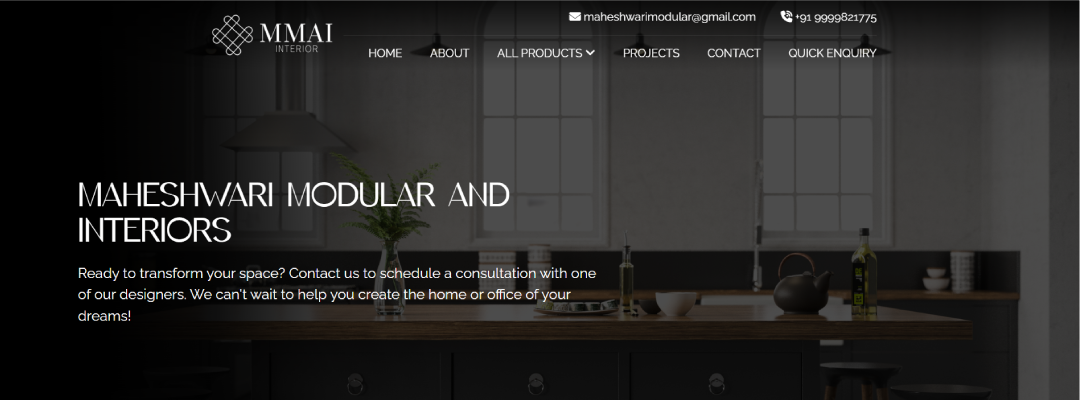 maheshwarimodular@gmail.com +91 9999821775
MMAI
INTERIOR
HOME ABOUT ALL PRODUCTS PROJECTS CONTACT QUICK ENQUIRY
MAHESHWARI MODULAR AND
INTERIORS
Ready to transform your space? Contact us to schedule a consultation with one
of our designers. We can't wait to help you create the home or office of your
dreams!